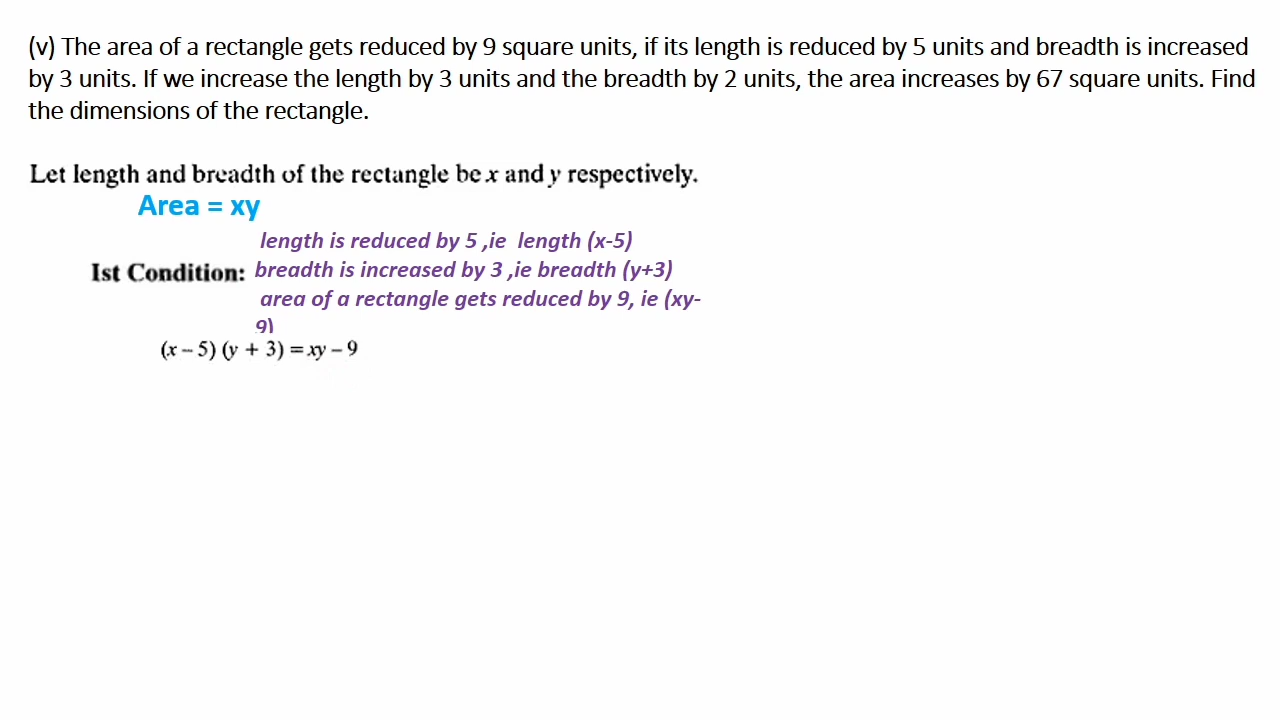 (v) The area of a rectangle gets reduced by 9 square units, if its length is reduced by 5 units and breadth is increased
by 3 units. If we increase the length by 3 units and the breadth by 2 units, the area increases by 67 square units. Find
the dimensions of the rectangle.
Let length and breadth of the rectangle be x and y respectively.
Area = xy
length is reduced by 5 ,ie length (x-5)
Ist Condition: breadth is increased by 3 ,ie breadth (y+3)
area of a rectangle gets reduced by 9, ie (xy-
9)
(x – 5) (y + 3) = xy – 9